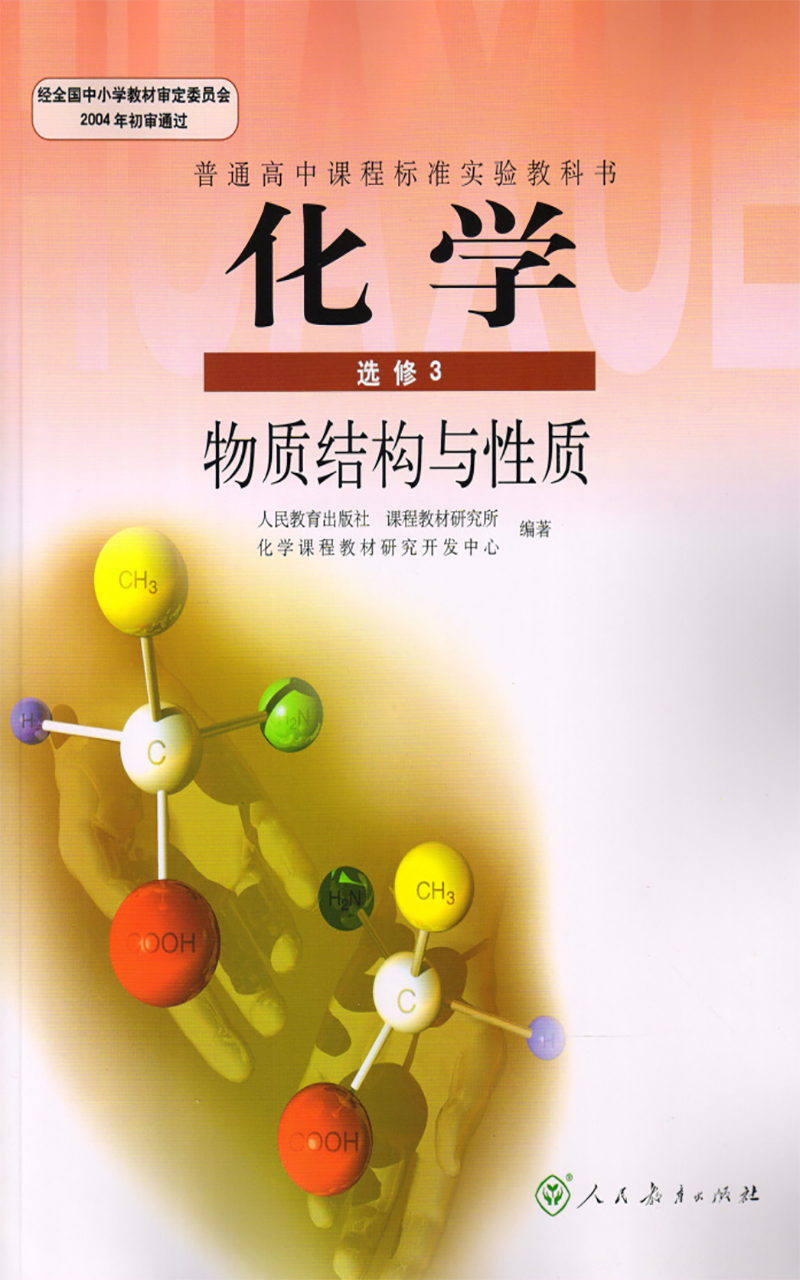 HUAXUE
经全国中小学教材审定委员会
2004年初审通过
普通高中课程标准实验教科书
化学
选修3
物质结构与性质
人民教育出版社 课程教材研究所
化学课程教材研究开发中心
编著
CH3
H
H2N
C
COOH
H2N
CH3
C
H
COOH
人民教育出版社